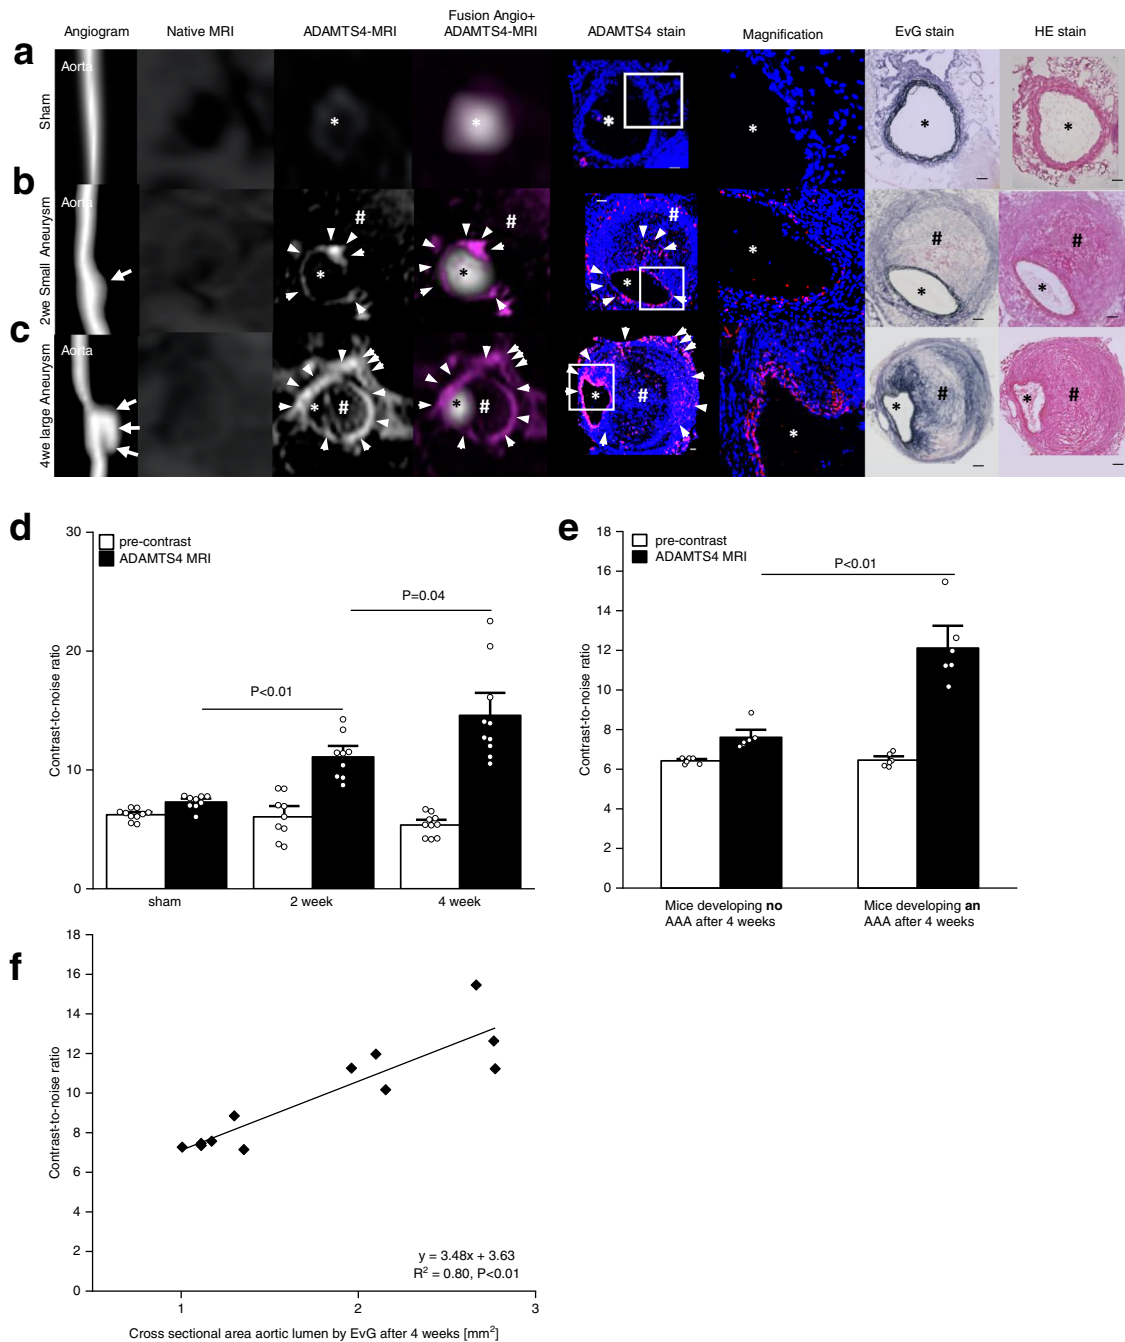 Angiogram
Native MRI
ADAMTS4-MRI
Fusion Angio+
ADAMTS4-MRI
ADAMTS4 stain
Magnification
EvG stain
HE stain
a
Sham
Aorta
*
*
*
*
*
*
b
2we Small Aneurysm
Aorta
#
*
#
*
#
*
*
#
*
#
*
c
4we large Aneurysm
Aorta
*
#
*
#
*
#
*
*
#
*
#
d
30
20
10
0
Contrast-to-noise ratio
pre-contrast
ADAMTS4 MRI
P<0.01
P=0.04
sham
2 week
4 week
e
18
16
14
12
10
8
6
4
2
0
Contrast-to-noise ratio
pre-contrast
ADAMTS4 MRI
P<0.01
Mice developing no
AAA after 4 weeks
Mice developing an
AAA after 4 weeks
f
18
16
14
12
10
8
6
4
2
0
Contrast-to-noise ratio
y = 3.48x + 3.63
R² = 0.80, P<0.01
1
2
3
Cross sectional area aortic lumen by EvG after 4 weeks [mm²]